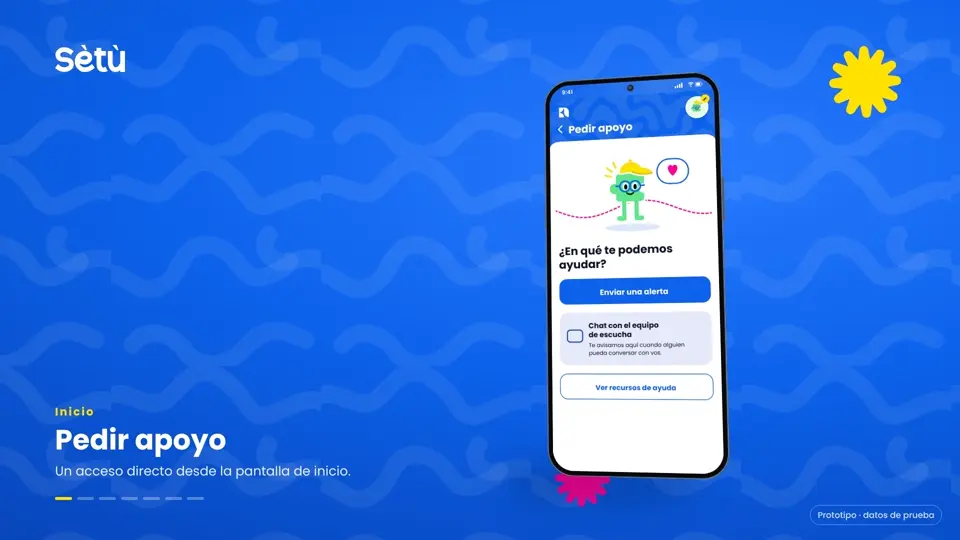 Sètù
9:41
Pedir apoyo
¿En qué te podemos
ayudar?
Enviar una alerta
Chat con el equipo
de escucha
Te avisamos aquí cuando alguien
pueda conversar con vos.
Ver recursos de ayuda
Inicio
Pedir apoyo
Un acceso directo desde la pantalla de inicio.
Prototipo · datos de prueba